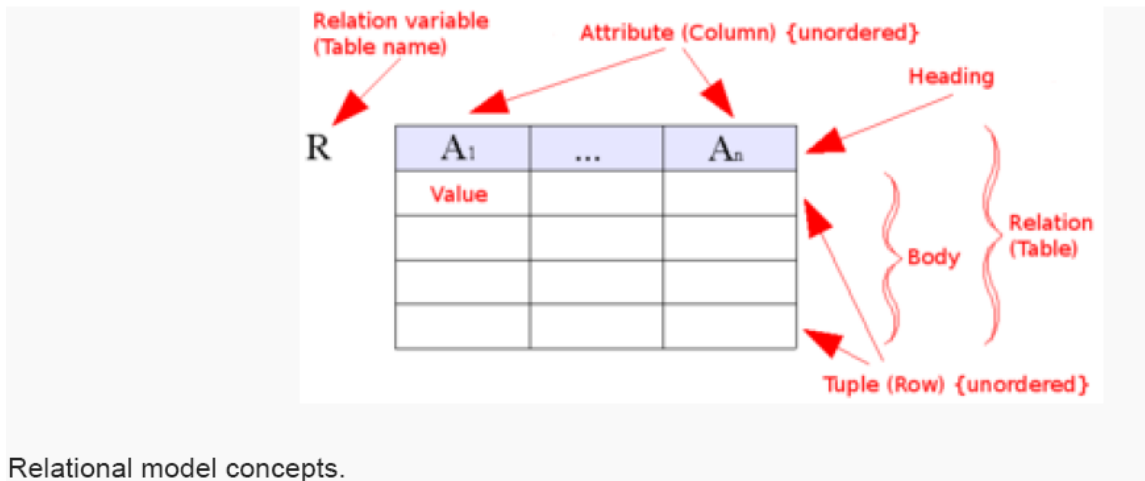 Relation variable
(Table name)
Attribute (Column) {unordered}
Heading
R
A1 ... An
Value
Relation
(Table)
Body
Tuple (Row) {unordered}
Relational model concepts.